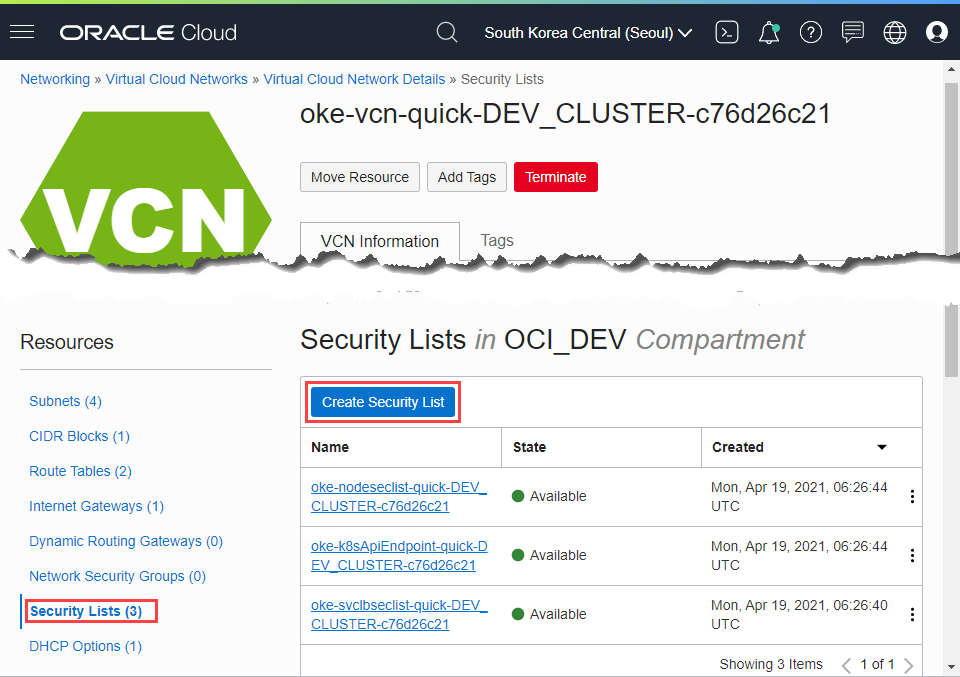 ORACLE Cloud
South Korea Central (Seoul)
Networking » Virtual Cloud Networks » Virtual Cloud Network Details » Security Lists
VCN
oke-vcn-quick-DEV_CLUSTER-c76d26c21
Move Resource
Add Tags
Terminate
VCN Information
Tags
Resources
Subnets (4)
CIDR Blocks (1)
Route Tables (2)
Internet Gateways (1)
Dynamic Routing Gateways (0)
Network Security Groups (0)
Security Lists (3)
DHCP Options (1)
Security Lists in OCI_DEV Compartment
Create Security List
Name State Created
oke-nodeseclist-quick-DEV_
CLUSTER-c76d26c21
Available
Mon, Apr 19, 2021, 06:26:44
UTC
oke-k8sApiEndpoint-quick-D
EV_CLUSTER-c76d26c21
Available
Mon, Apr 19, 2021, 06:26:44
UTC
oke-svclbseclist-quick-DEV_
CLUSTER-c76d26c21
Available
Mon, Apr 19, 2021, 06:26:40
UTC
Showing 3 Items
1 of 1